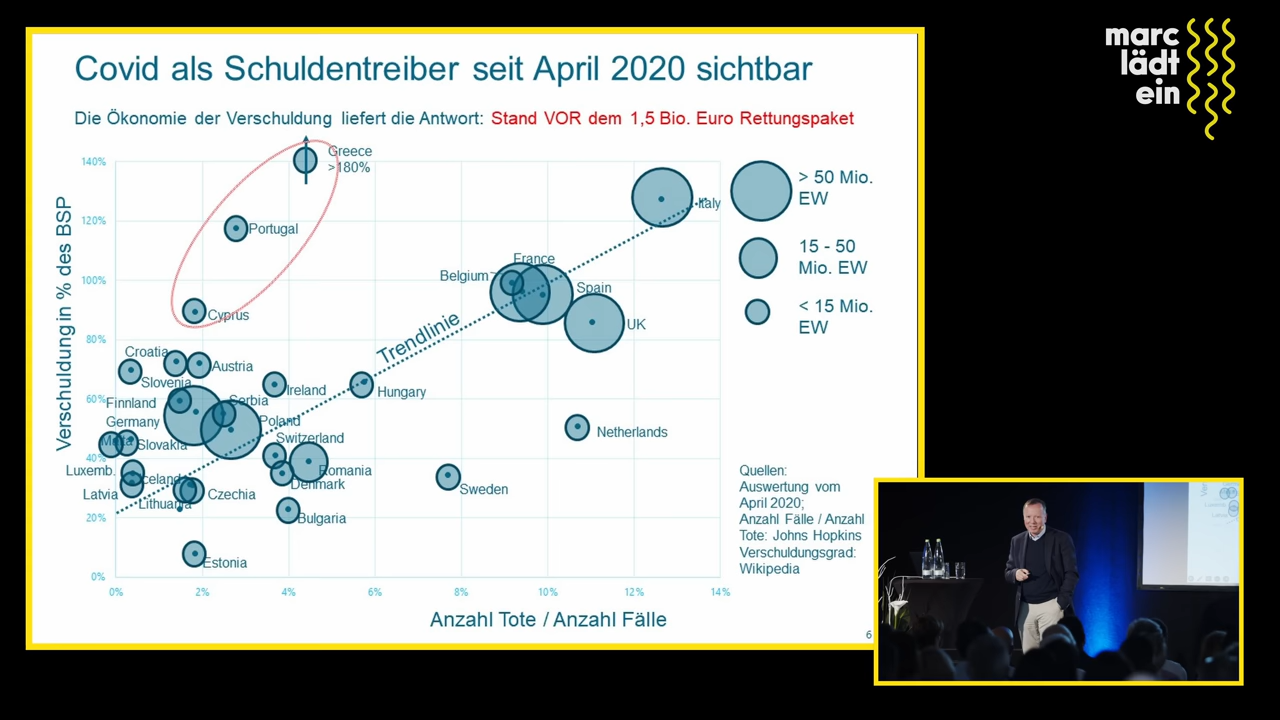 marc
lädt
ein
Covid als Schuldentreiber seit April 2020 sichtbar
Die Ökonomie der Verschuldung liefert die Antwort: Stand VOR dem 1,5 Bio. Euro Rettungspaket
Verschuldung in % des BSP
140%
120%
100%
80%
60%
40%
20%
0%
Greece
>180%
Portugal
Cyprus
Italy
France
Belgium
Spain
UK
Trendlinie
Croatia
Austria
Slovenia
Ireland
Hungary
Finnland
Serbia
Germany
Poland
Netherlands
Malta
Slovakia
Switzerland
Luxemb.
Iceland
Romania
Denmark
Sweden
Latvia
Czechia
Lithuania
Bulgaria
Estonia
0%
2%
4%
6%
8%
10%
12%
14%
Anzahl Tote / Anzahl Fälle
> 50 Mio.
EW
15 - 50
Mio. EW
< 15 Mio.
EW
Quellen:
Auswertung vom
April 2020;
Anzahl Fälle / Anzahl
Tote: Johns Hopkins
Verschuldungsgrad:
Wikipedia
6